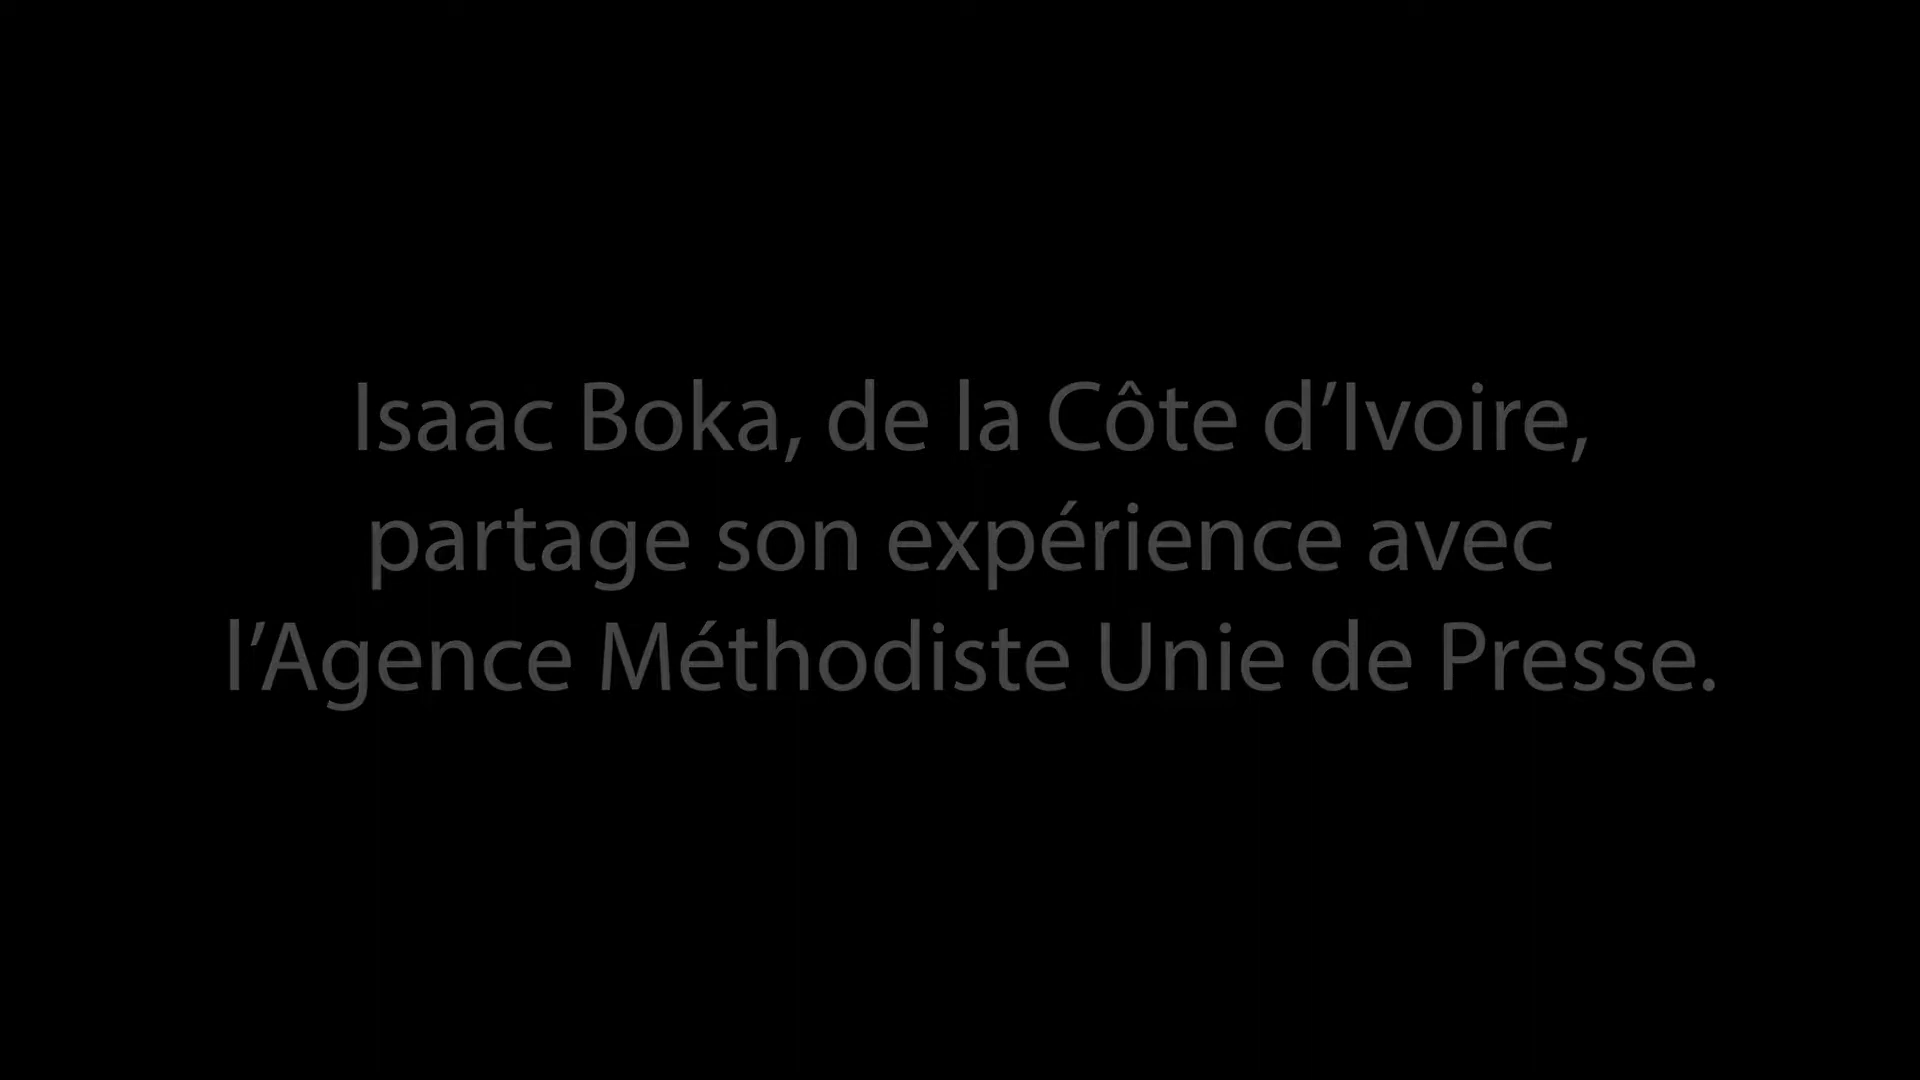 Isaac Boka, de la Côte d’Ivoire,
partage son expérience avec
l’Agence Méthodiste Unie de Presse.